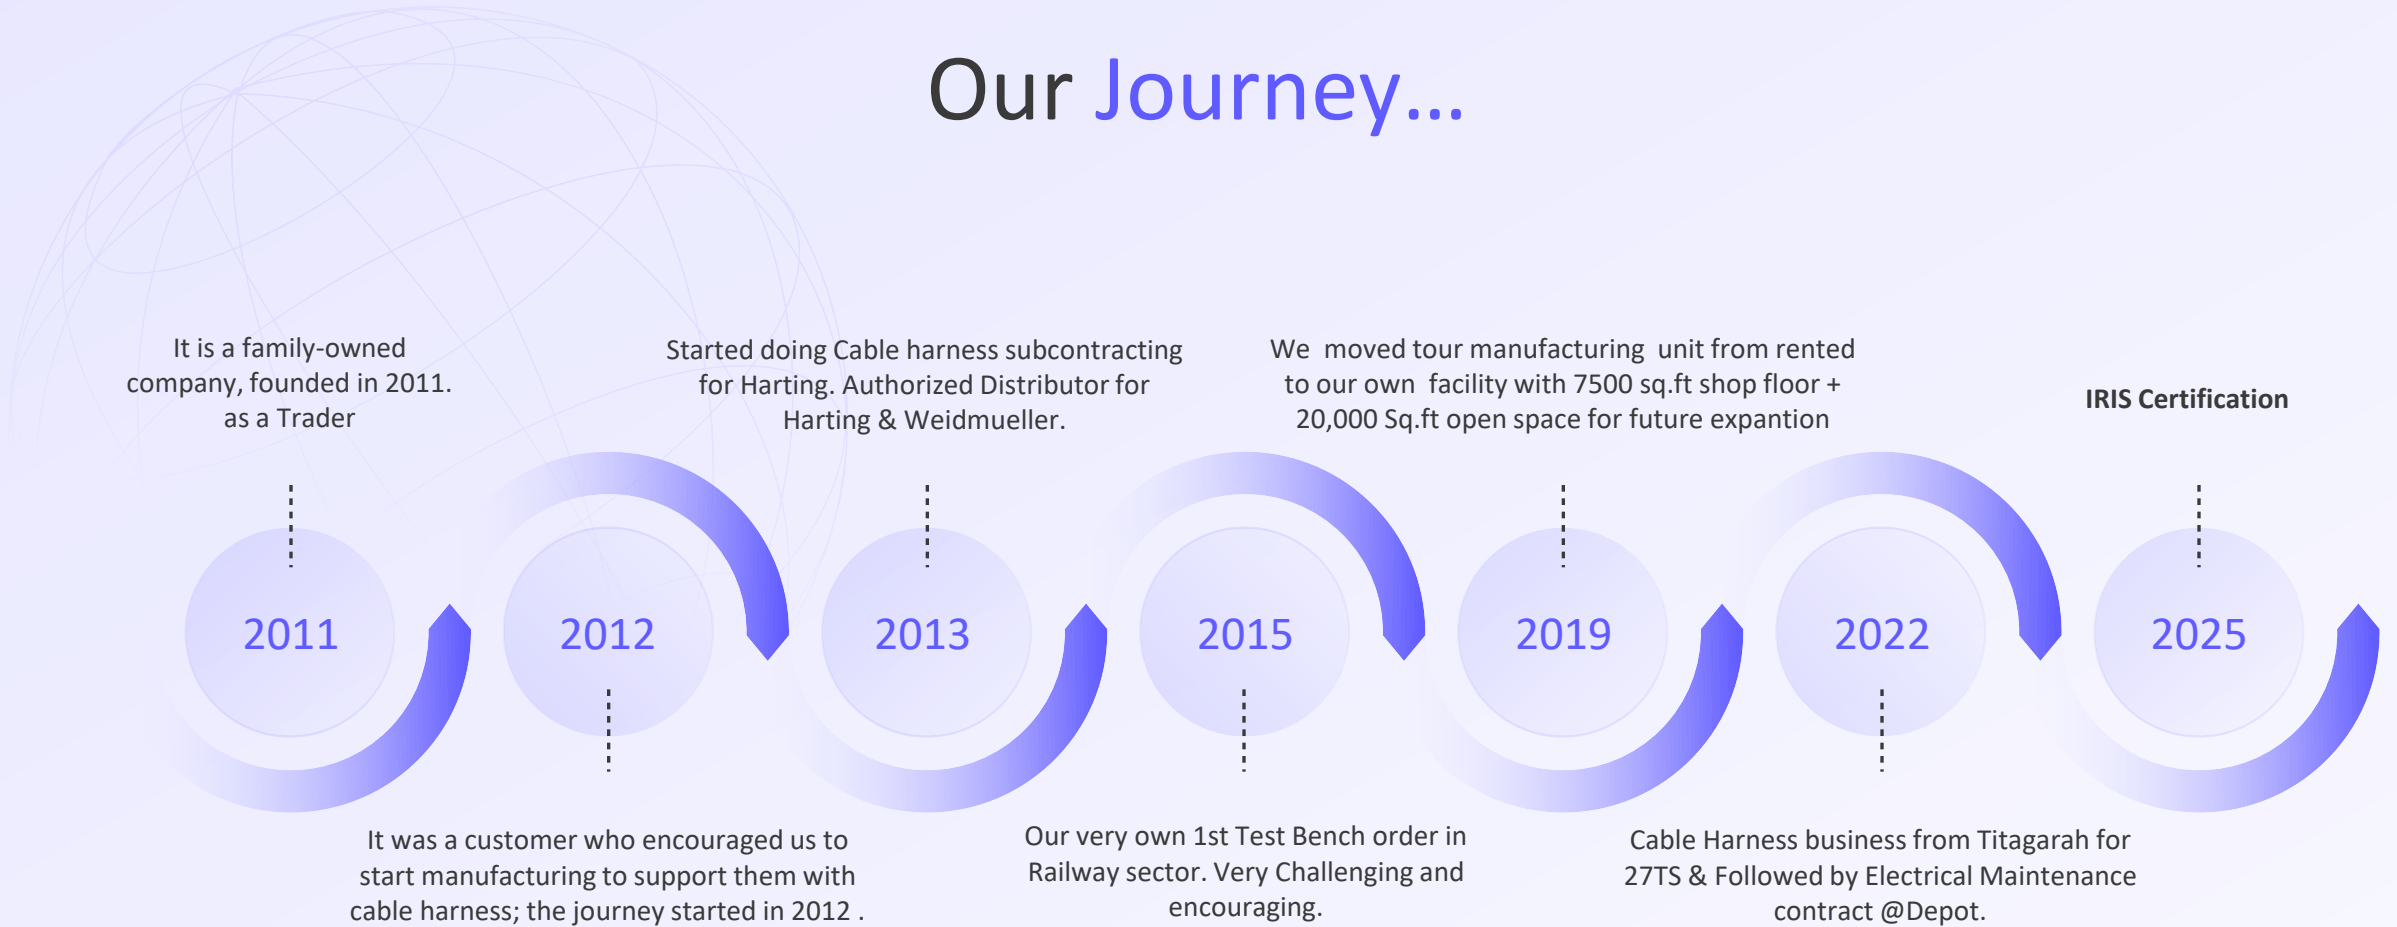 Our Journey...
It is a family-owned
company, founded in 2011.
as a Trader
2011
2012
It was a customer who encouraged us to
start manufacturing to support them with
cable harness; the journey started in 2012 .
Started doing Cable harness subcontracting
for Harting. Authorized Distributor for
Harting & Weidmueller.
2013
2015
Our very own 1st Test Bench order in
Railway sector. Very Challenging and
encouraging.
We  moved tour manufacturing  unit from rented
to our own  facility with 7500 sq.ft shop floor +
20,000 Sq.ft open space for future expantion
2019
2022
Cable Harness business from Titagarah for
27TS & Followed by Electrical Maintenance
contract @Depot.
IRIS Certification
2025